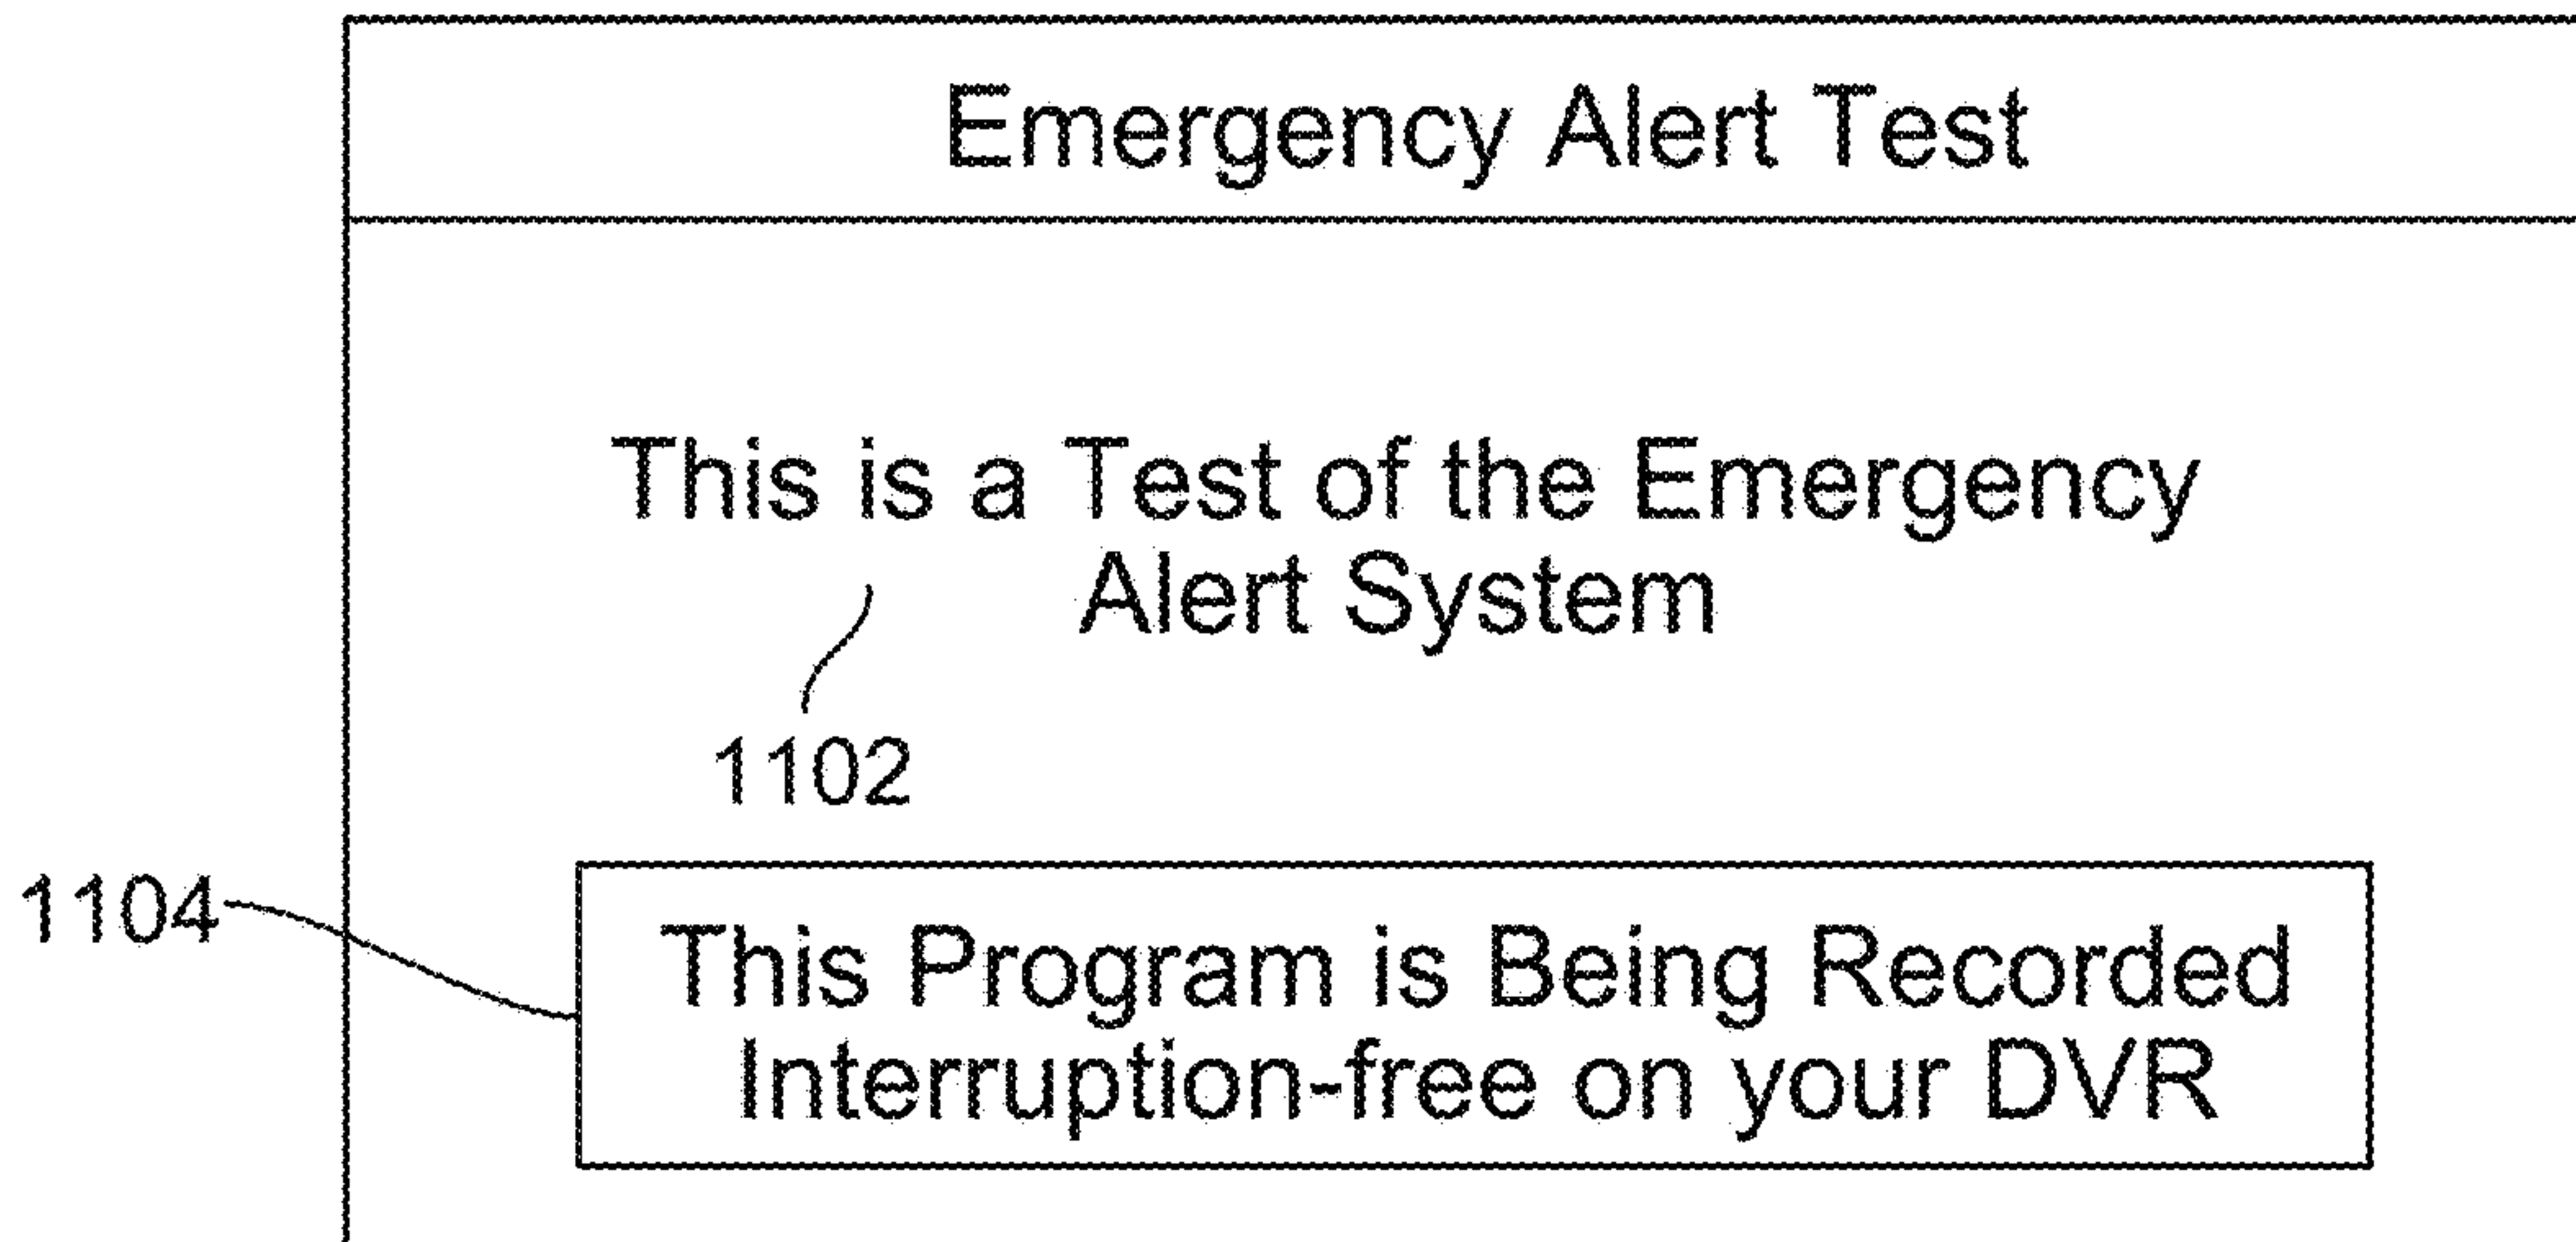 Emergency Alert Test
This is a Test of the Emergency
Alert System
1102
1104
This Program is Being Recorded
Interruption-free on your DVR